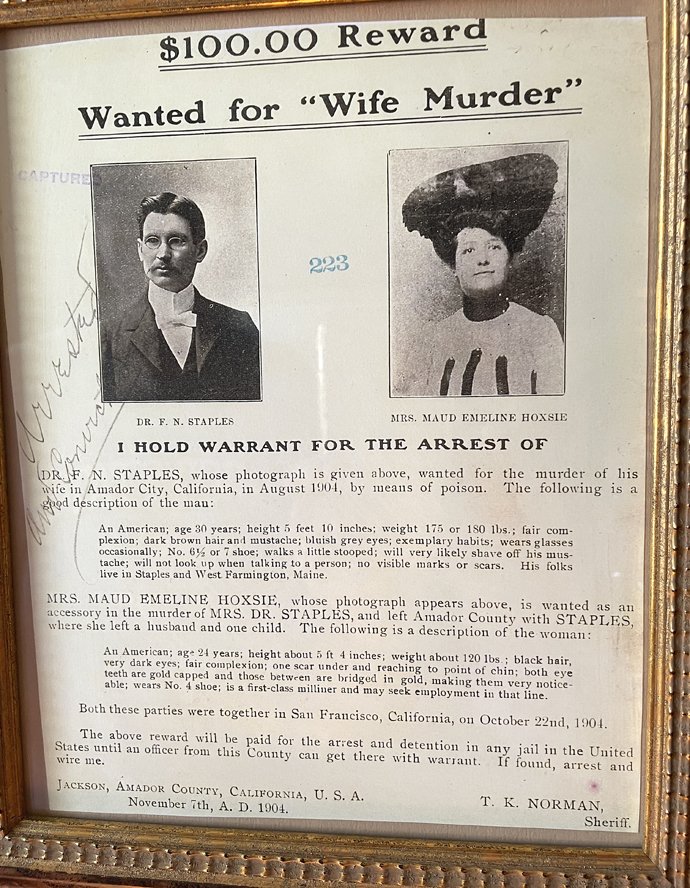 $100.00 Reward
Wanted for "Wife Murder"
CAPTURED
223
Arrested
and
DR. F. N. STAPLES
MRS. MAUD EMELINE HOXSIE
I HOLD WARRANT FOR THE ARREST OF
DR. F. N. STAPLES, whose photograph is given above, wanted for the murder of his
wife in Amador City, California, in August 1904, by means of poison. The following is a
good description of the man:
An American; age 30 years; height 5 feet 10 inches; weight 175 or 180 lbs.; fair com-
plexion; dark brown hair and mustache; bluish grey eyes; exemplary habits; wears glasses
occasionally; No. 6½ or 7 shoe; walks a little stooped; will very likely shave off his mus-
tache; will not look up when talking to a person; no visible marks or scars. His folks
live in Staples and West Farmington, Maine.
MRS. MAUD EMELINE HOXSIE, whose photograph appears above, is wanted as an
accessory in the murder of MRS. DR. STAPLES, and left Amador County with STAPLES,
where she left a husband and one child. The following is a description of the woman:
An American; age 24 years; height about 5 ft 4 inches; weight about 120 lbs.; black hair,
very dark eyes; fair complexion; one scar under and reaching to point of chin; both eye
teeth are gold capped and those between are bridged in gold, making them very notice-
able; wears No. 4 shoe; is a first-class milliner and may seek employment in that line.
Both these parties were together in San Francisco, California, on October 22nd, 1904.
The above reward will be paid for the arrest and detention in any jail in the United
States until an officer from this County can get there with warrant. If found, arrest and
wire me.
JACKSON, AMADOR COUNTY, CALIFORNIA, U. S. A.
November 7th, A. D. 1904.
T. K. NORMAN,
Sheriff.